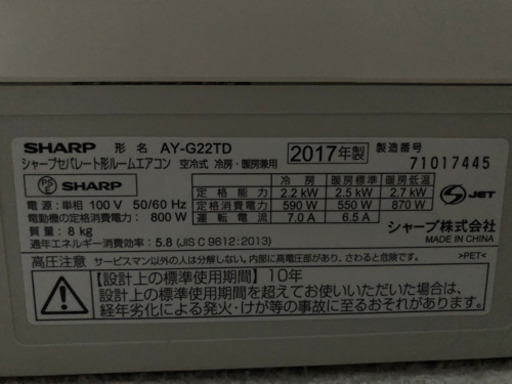 SHARP 形名 AY-G22TD 2017年製 製造番号
シャープセパレート形ルームエアコン 空冷式 冷房・暖房兼用 71017445
PSE SHARP
電源：単相 100 V 50/60 Hz
電動機の定格消費電力： 800 W
質量：8 kg
冷房 暖房標準 暖房低温
定格能力 2.2 kW 2.5 kW 2.7 kW
定格消費電力 590 W 550 W 870 W
運転電流 7.0 A 6.5 A
S JET
シャープ株式会社
MADE IN CHINA
通年エネルギー消費効率：5.8 (JIS C 9612:2013)
高圧注意 サービスマン以外の人は分解しない。内部に高電圧部があり、さわると危険です。 >PET<
【設計上の標準使用期間】10年
設計上の標準使用期間を超えてお使いいただいた場合は、
経年劣化による発火・けが等の事故に至るおそれがあります。